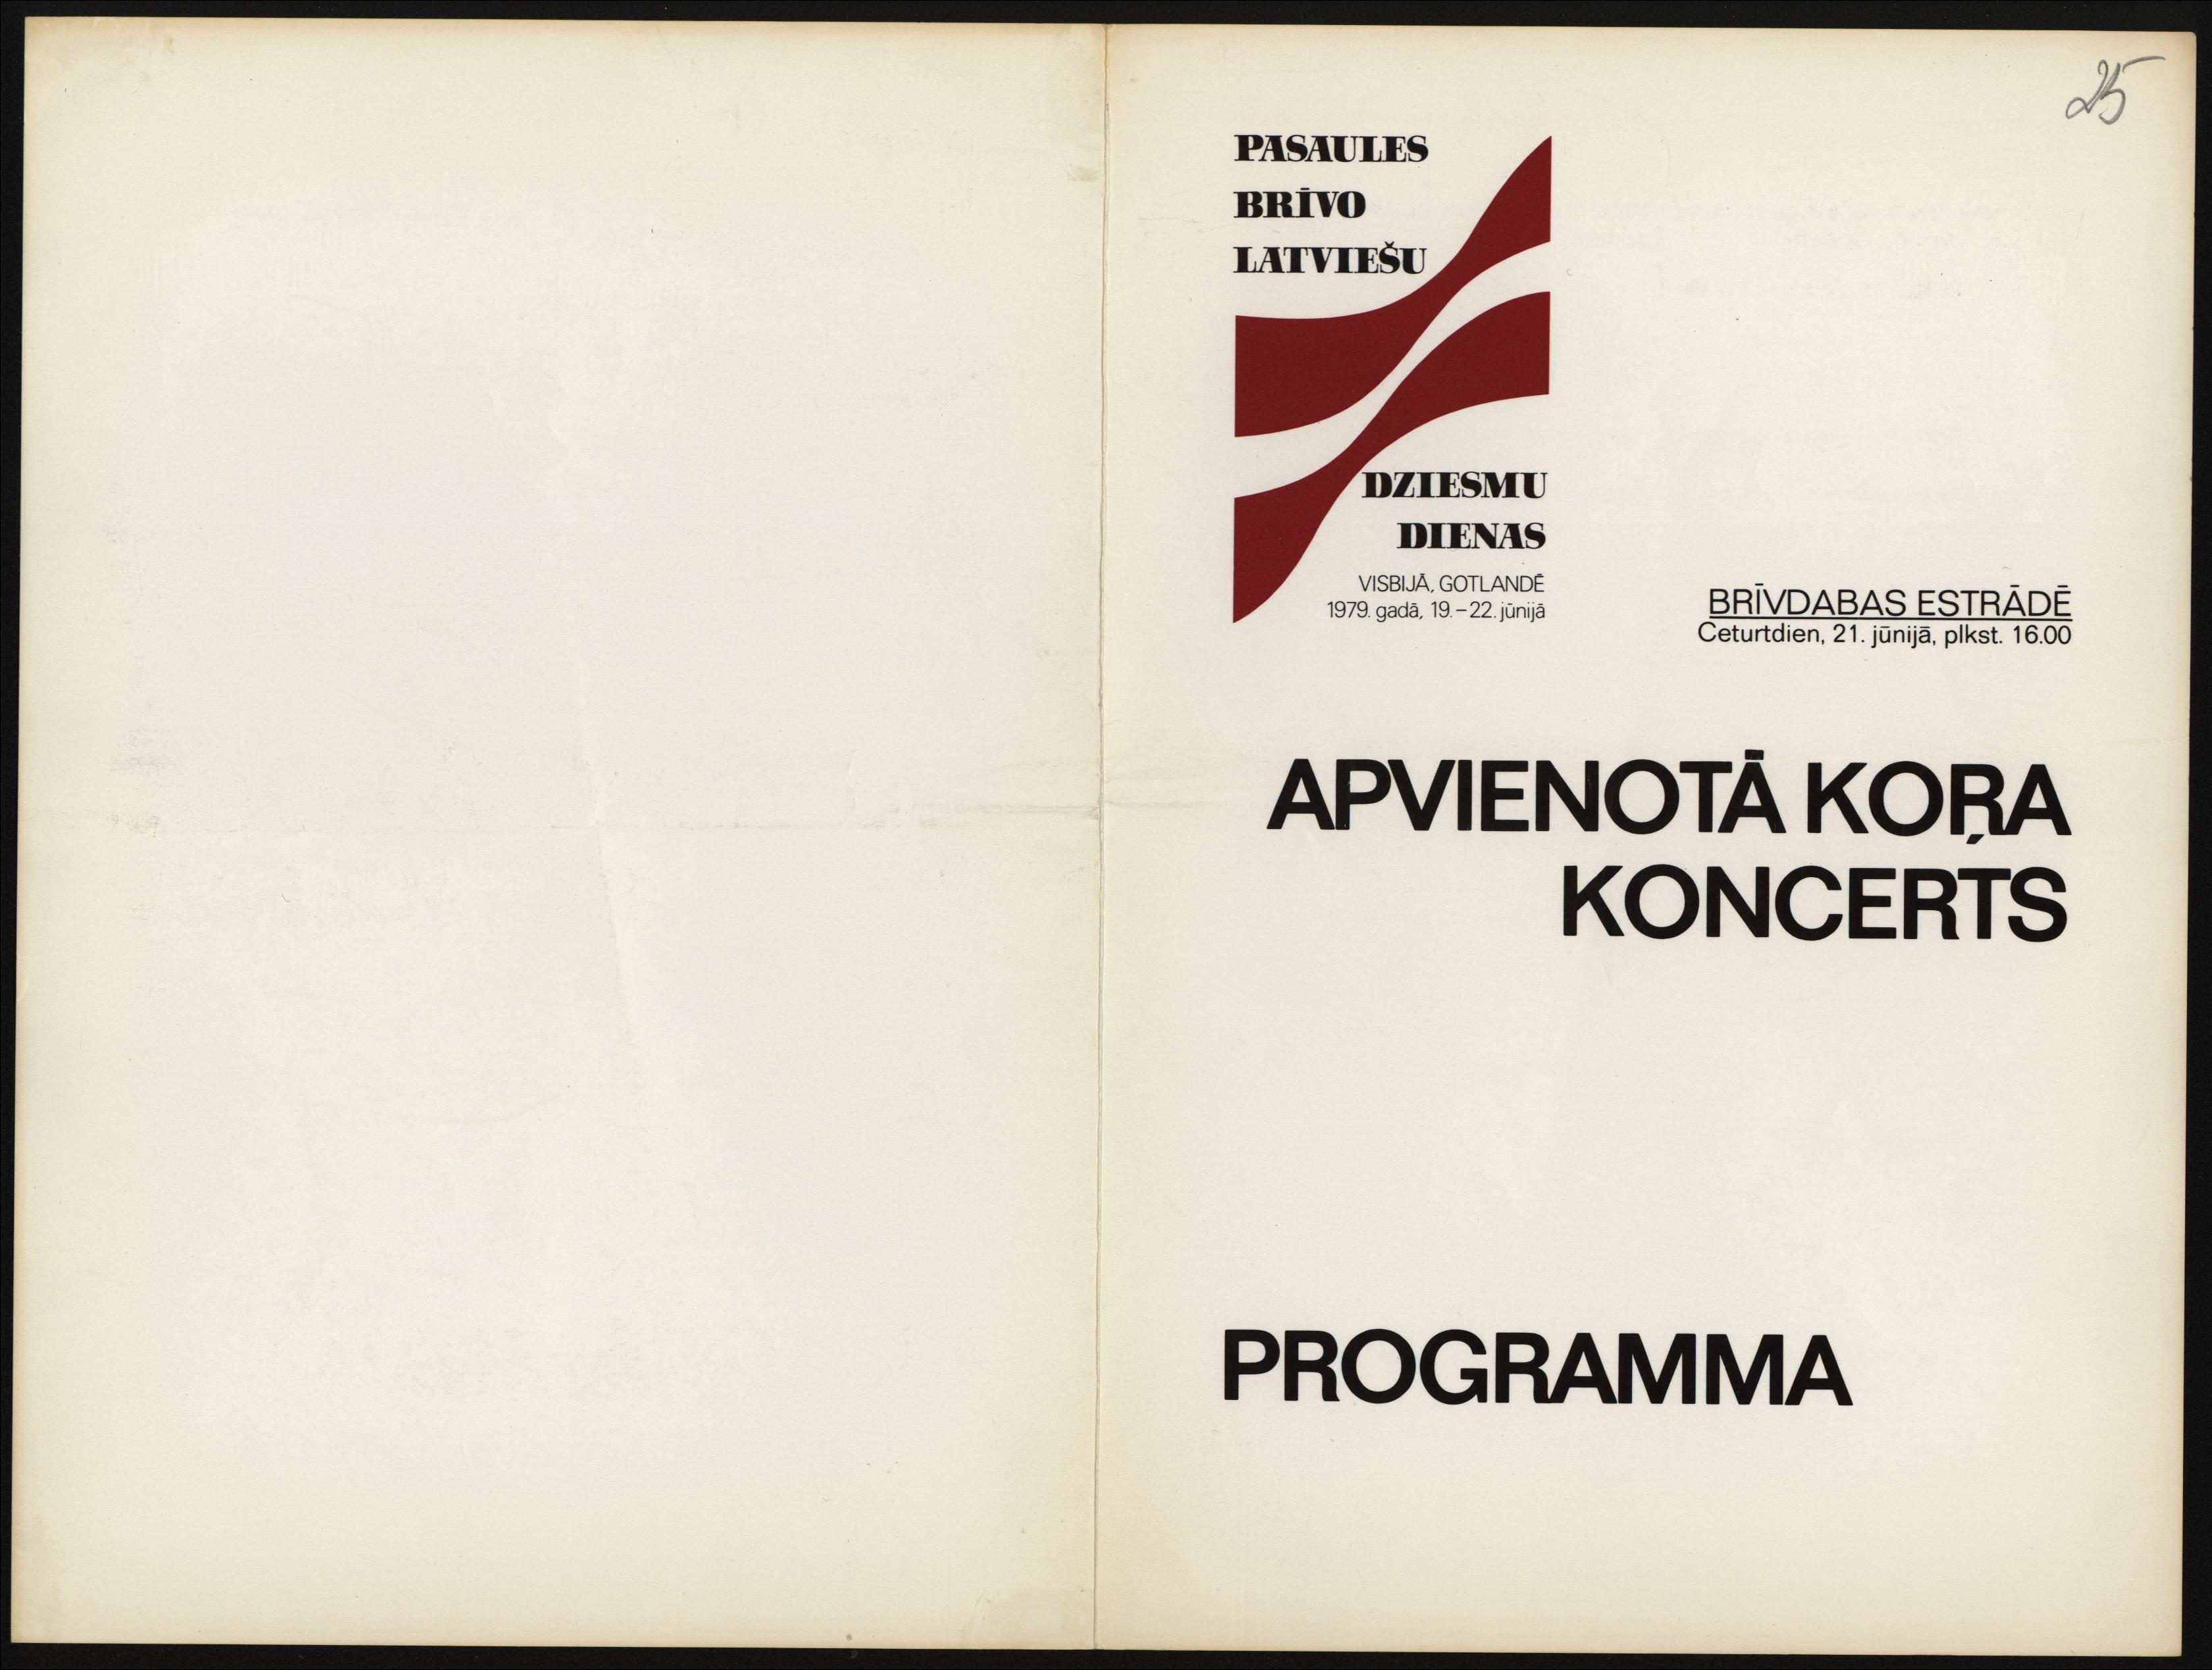 25
PASAULES
BRĪVO
LATVIEŠU
DZIESMU
DIENAS
VISBIJĀ, GOTLANDĒ
1979. gadā, 19.–22. jūnijā
BRĪVDABAS ESTRĀDĒ
Ceturtdien, 21. jūnijā, plkst. 16.00
APVIENOTĀ KOŖA
KONCERTS
PROGRAMMA